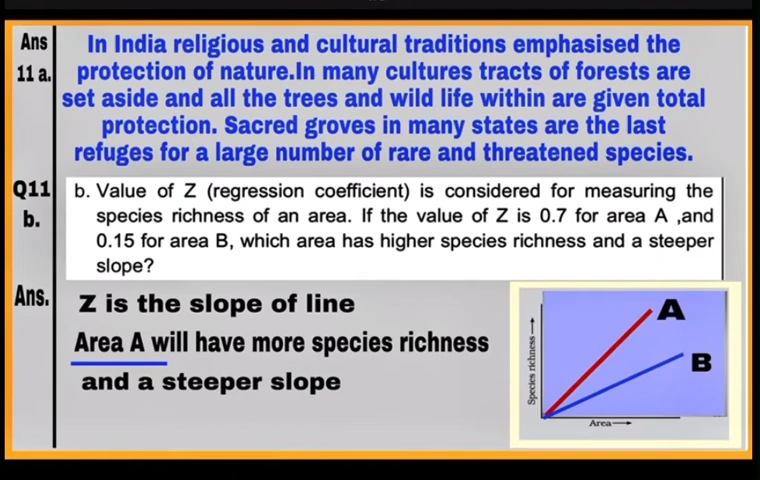 Ans
11 a.
In India religious and cultural traditions emphasised the
protection of nature.In many cultures tracts of forests are
set aside and all the trees and wild life within are given total
protection. Sacred groves in many states are the last
refuges for a large number of rare and threatened species.
Q11
b.
b. Value of Z (regression coefficient) is considered for measuring the
species richness of an area. If the value of Z is 0.7 for area A ,and
0.15 for area B, which area has higher species richness and a steeper
slope?
Ans.
Z is the slope of line
Area A will have more species richness
and a steeper slope
A
B
Species richness
Area